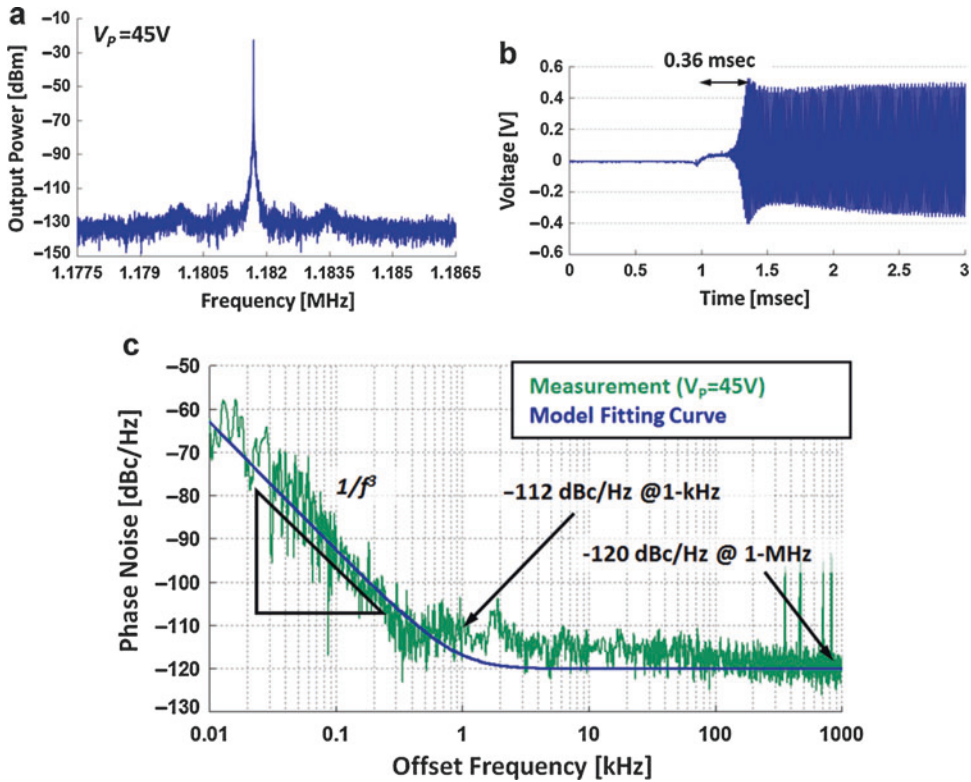 a
V_P=45V
Output Power [dBm]
−10
−30
−50
−70
−90
−110
−130
−150
1.1775
1.179
1.1805
1.182
1.1835
1.185
1.1865
Frequency [MHz]
b
0.36 msec
Voltage [V]
0.6
0.4
0.2
0
−0.2
−0.4
−0.6
0
0.5
1
1.5
2
2.5
3
Time [msec]
c
Phase Noise [dBc/Hz]
−50
−60
−70
−80
−90
−100
−110
−120
−130
Measurement (V_P=45V)
Model Fitting Curve
1/f³
−112 dBc/Hz @1-kHz
-120 dBc/Hz @ 1-MHz
0.01
0.1
1
10
100
1000
Offset Frequency [kHz]